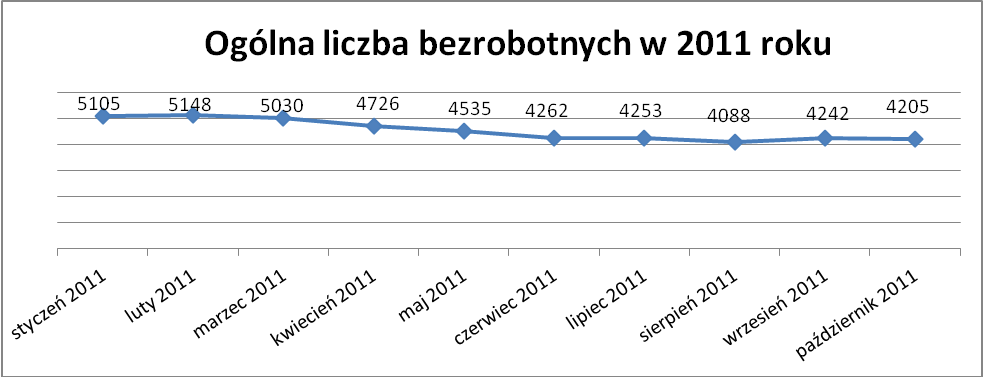 Ogólna liczba bezrobotnych w 2011 roku
5105 5148 5030 4726 4535 4262 4253 4088 4242 4205
styczeń 2011
luty 2011
marzec 2011
kwiecień 2011
maj 2011
czerwiec 2011
lipiec 2011
sierpień 2011
wrzesień 2011
październik 2011